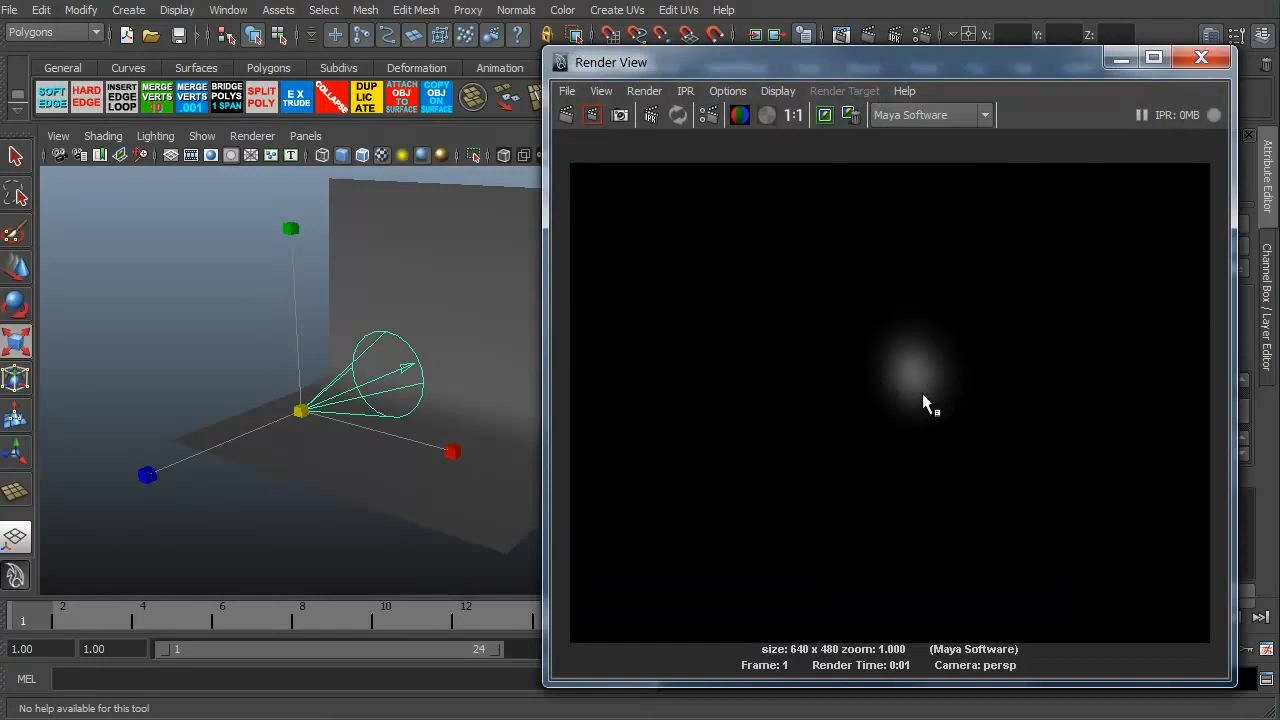 File Edit Modify Create Display Window Assets Select Mesh Edit Mesh Proxy Normals Color Create UVs Edit UVs Help
Polygons
X: Y: Z:
Render View
General Curves Surfaces Polygons Subdivs Deformation Animation
File View Render IPR Options Display Render Target Help
SOFT EDGE
HARD EDGE
INSERT EDGE LOOP
MERGE VERTS 10
MERGE VERTS .001
BRIDGE POLYS 1 SPAN
SPLIT POLY
EX TRUDE
COLLAPSE
DUP LIC ATE
ATTACH OBJ TO SURFACE
COPY OBJ ON SURFACE
1:1
Maya Software
IPR: 0MB
View Shading Lighting Show Renderer Panels
Attribute Editor
Channel Box / Layer Editor
2 4 6 8 10 12
1
1.00 1.00 1 24
size: 640 x 480 zoom: 1.000 (Maya Software)
Frame: 1 Render Time: 0:01 Camera: persp
MEL
No help available for this tool